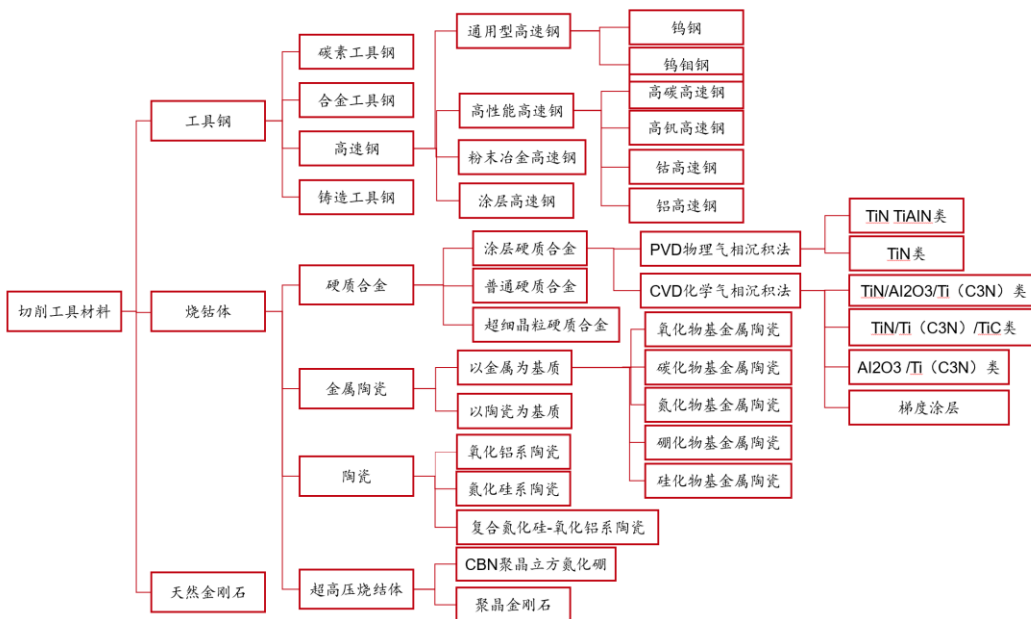 切削工具材料
工具钢
碳素工具钢
合金工具钢
高速钢
通用型高速钢
钨钢
钨钼钢
高性能高速钢
高碳高速钢
高钒高速钢
钴高速钢
铝高速钢
粉末冶金高速钢
涂层高速钢
铸造工具钢
烧钴体
硬质合金
涂层硬质合金
PVD物理气相沉积法
TiN TiAlN类
TiN类
CVD化学气相沉积法
TiN/Al2O3/Ti（C3N）类
TiN/Ti（C3N）/TiC类
Al2O3 /Ti（C3N）类
梯度涂层
普通硬质合金
超细晶粒硬质合金
金属陶瓷
以金属为基质
氧化物基金属陶瓷
碳化物基金属陶瓷
氮化物基金属陶瓷
硼化物基金属陶瓷
硅化物基金属陶瓷
以陶瓷为基质
陶瓷
氧化铝系陶瓷
氮化硅系陶瓷
复合氮化硅-氧化铝系陶瓷
超高压烧结体
CBN聚晶立方氮化硼
聚晶金刚石
天然金刚石